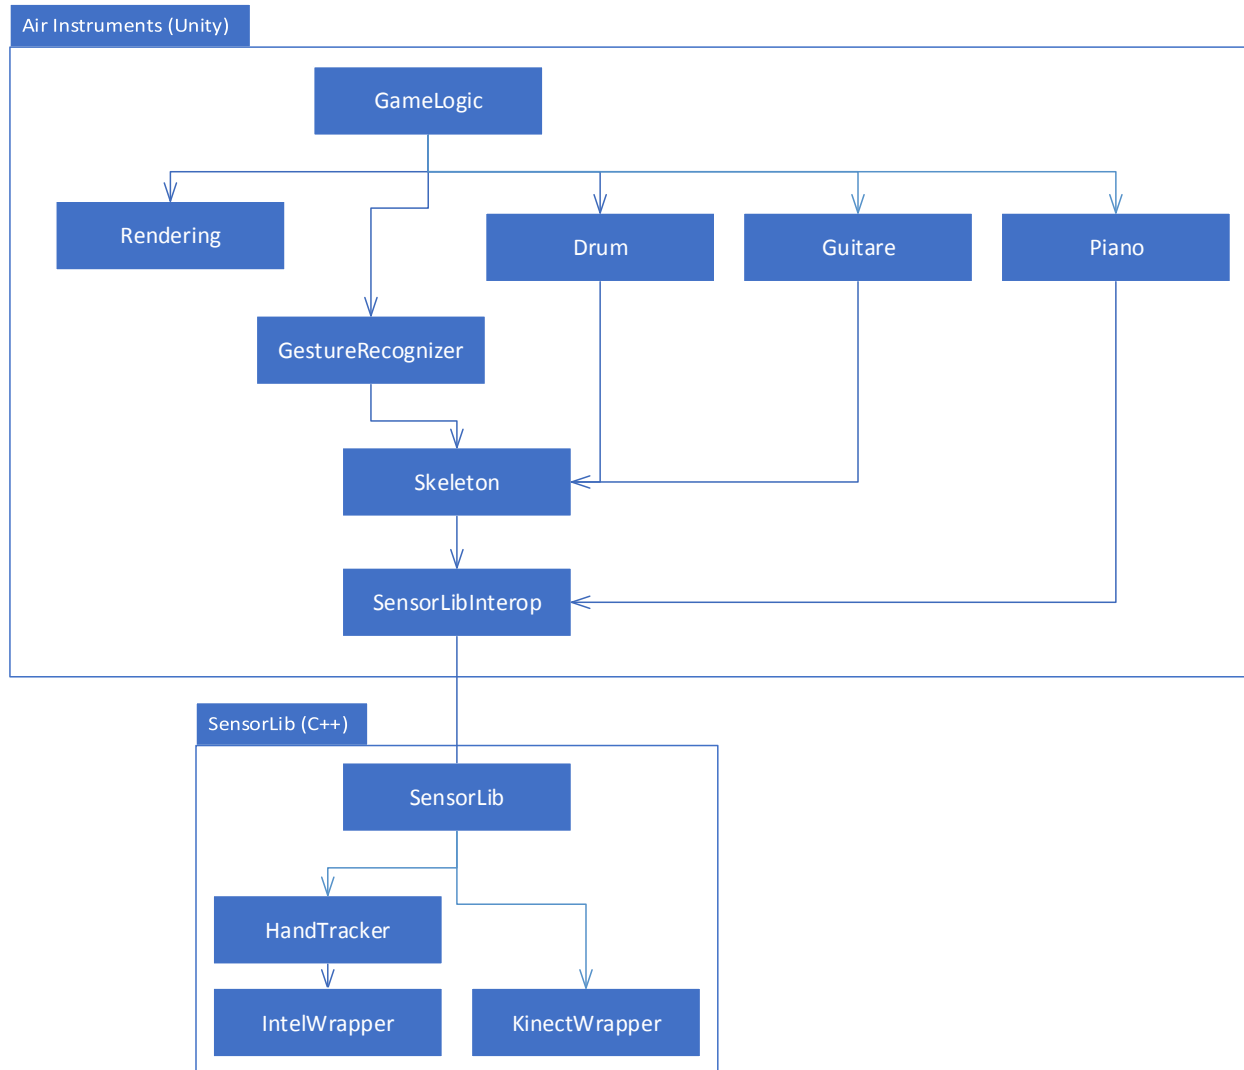 Air Instruments (Unity)
GameLogic
Rendering
Drum
Guitare
Piano
GestureRecognizer
Skeleton
SensorLibInterop
SensorLib (C++)
SensorLib
HandTracker
IntelWrapper
KinectWrapper